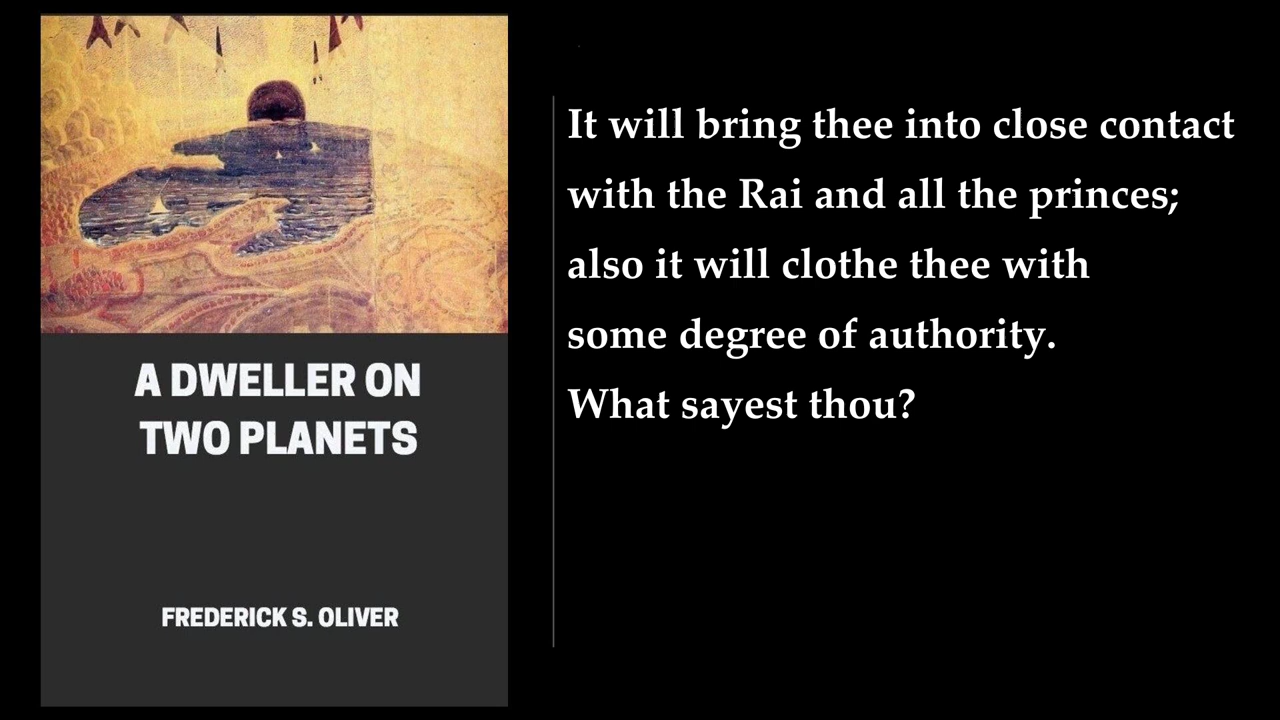 A DWELLER ON
TWO PLANETS
FREDERICK S. OLIVER
It will bring thee into close contact
with the Rai and all the princes;
also it will clothe thee with
some degree of authority.
What sayest thou?